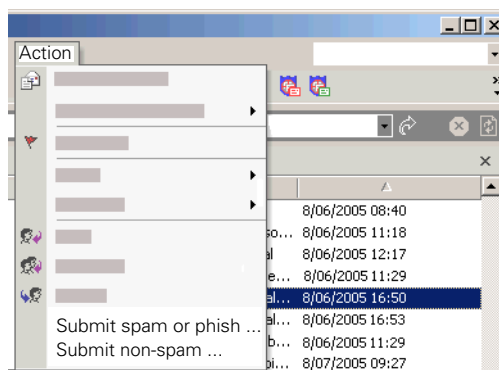 Action
8/06/2005 08:40
so... 8/06/2005 11:18
al 8/06/2005 12:17
e... 8/06/2005 11:29
al... 8/06/2005 16:50
al... 8/06/2005 16:53
b... 8/06/2005 11:29
oi... 8/07/2005 09:27
Submit spam or phish ...
Submit non-spam ...